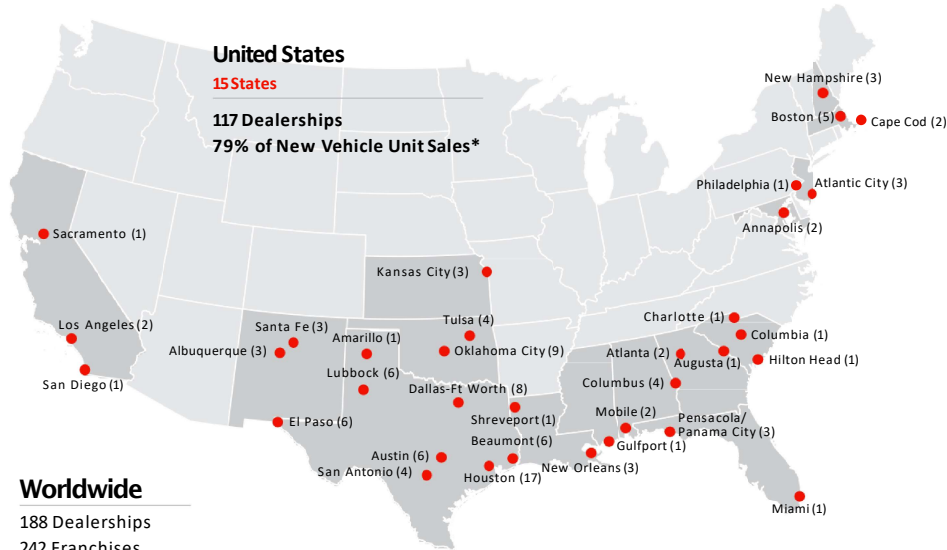 United States
15 States
117 Dealerships
79% of New Vehicle Unit Sales*
New Hampshire (3)
Boston (5)
Cape Cod (2)
Philadelphia (1)
Atlantic City (3)
Annapolis (2)
Sacramento (1)
Kansas City (3)
Los Angeles (2)
San Diego (1)
Santa Fe (3)
Albuquerque (3)
Amarillo (1)
Lubbock (6)
Tulsa (4)
Oklahoma City (9)
Dallas-Ft Worth (8)
El Paso (6)
Shreveport (1)
Beaumont (6)
Austin (6)
San Antonio (4)
Houston (17)
New Orleans (3)
Charlotte (1)
Columbia (1)
Atlanta (2)
Augusta (1)
Hilton Head (1)
Columbus (4)
Mobile (2)
Pensacola/
Panama City (3)
Gulfport (1)
Miami (1)
Worldwide
188 Dealerships
242 Franchises